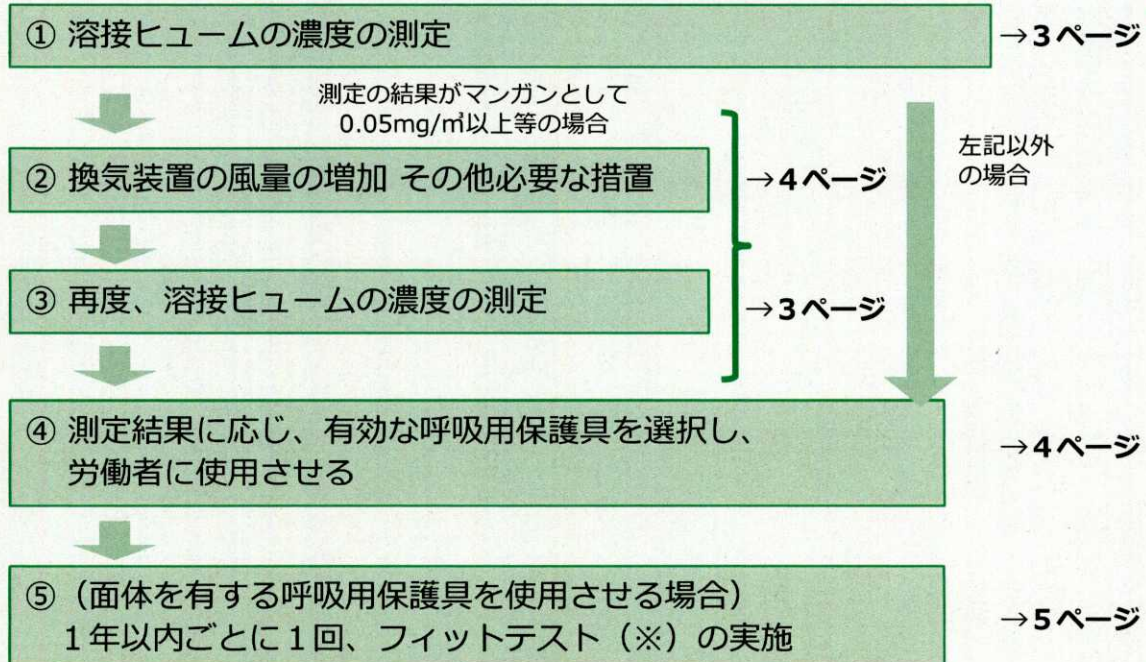 ① 溶接ヒュームの濃度の測定
→3ページ
測定の結果がマンガンとして
0.05mg/㎥以上等の場合
左記以外
の場合
② 換気装置の風量の増加 その他必要な措置
→4ページ
③ 再度、溶接ヒュームの濃度の測定
→3ページ
④ 測定結果に応じ、有効な呼吸用保護具を選択し、
労働者に使用させる
→4ページ
⑤（面体を有する呼吸用保護具を使用させる場合）
1年以内ごとに1回、フィットテスト（※）の実施
→5ページ